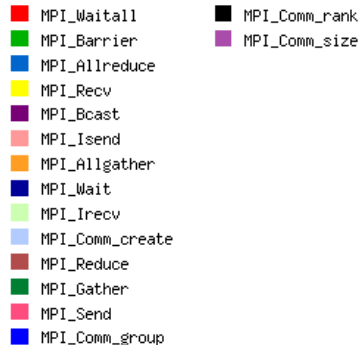 MPI_Waitall
MPI_Barrier
MPI_Allreduce
MPI_Recv
MPI_Bcast
MPI_Isend
MPI_Allgather
MPI_Wait
MPI_Irecv
MPI_Comm_create
MPI_Reduce
MPI_Gather
MPI_Send
MPI_Comm_group
MPI_Comm_rank
MPI_Comm_size